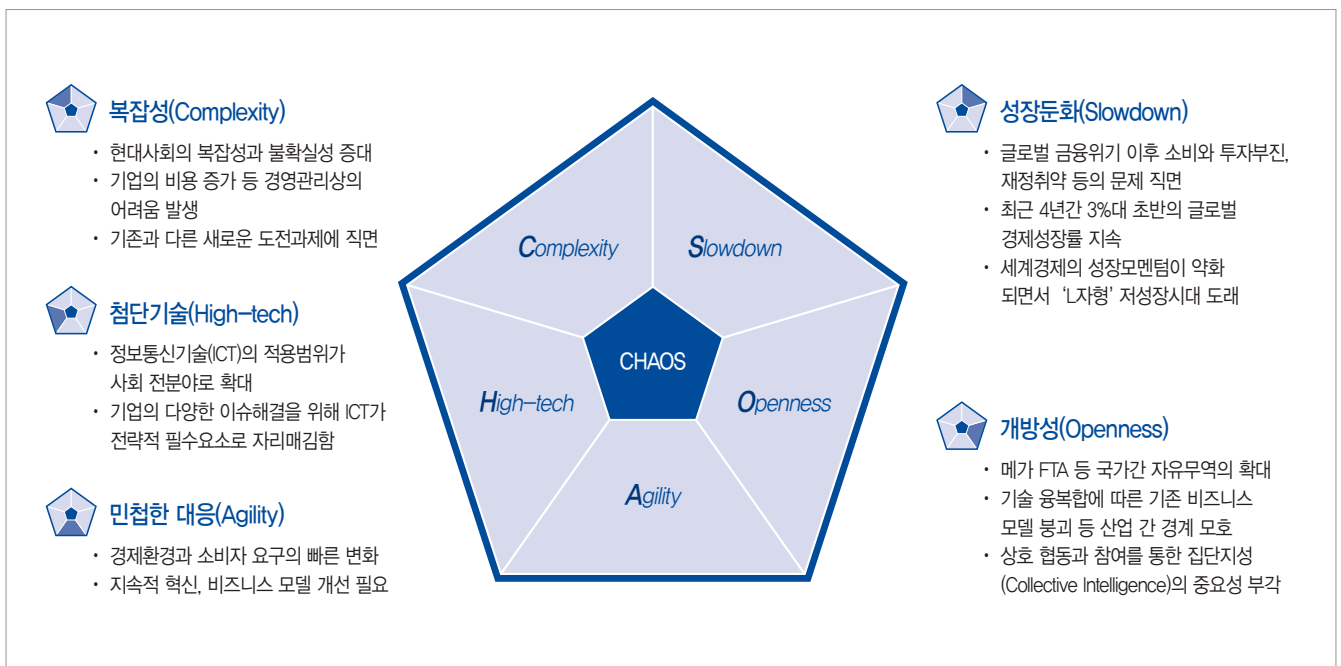 복잡성(Complexity)
· 현대사회의 복잡성과 불확실성 증대
· 기업의 비용 증가 등 경영관리상의
어려움 발생
· 기존과 다른 새로운 도전과제에 직면
첨단기술(High-tech)
· 정보통신기술(ICT)의 적용범위가
사회 전분야로 확대
· 기업의 다양한 이슈해결을 위해 ICT가
전략적 필수요소로 자리매김함
민첩한 대응(Agility)
· 경제환경과 소비자 요구의 빠른 변화
· 지속적 혁신, 비즈니스 모델 개선 필요
Complexity
Slowdown
CHAOS
High-tech
Openness
Agility
성장둔화(Slowdown)
· 글로벌 금융위기 이후 소비와 투자부진,
재정취약 등의 문제 직면
· 최근 4년간 3%대 초반의 글로벌
경제성장률 지속
· 세계경제의 성장모멘텀이 약화
되면서 ‘L자형’ 저성장시대 도래
개방성(Openness)
· 메가 FTA 등 국가간 자유무역의 확대
· 기술 융복합에 따른 기존 비즈니스
모델 붕괴 등 산업 간 경계 모호
· 상호 협동과 참여를 통한 집단지성
(Collective Intelligence)의 중요성 부각